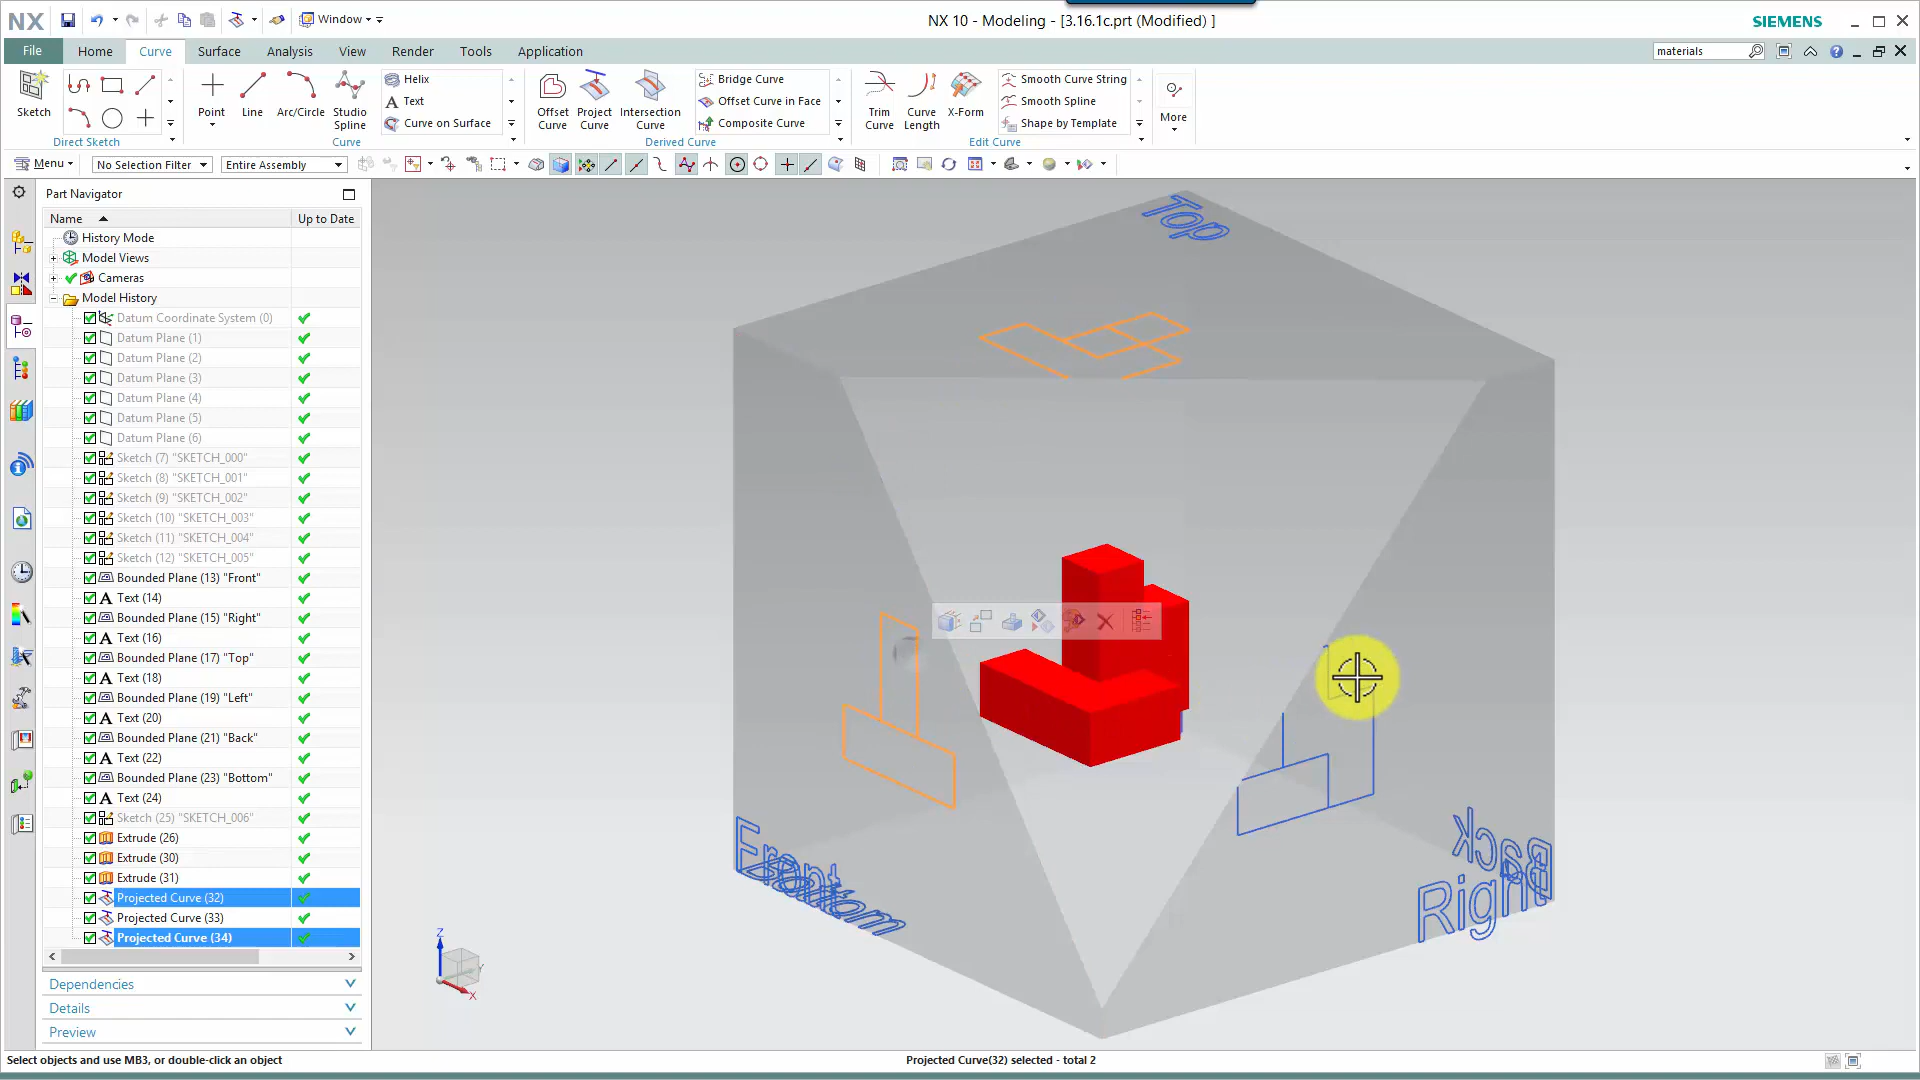 NX
Window
NX 10 - Modeling - [3.16.1c.prt (Modified) ]
SIEMENS
File
Home
Curve
Surface
Analysis
View
Render
Tools
Application
materials
Sketch
Direct Sketch
Point
Line
Arc/Circle
Studio
Spline
Helix
Text
Curve on Surface
Curve
Offset
Curve
Project
Curve
Intersection
Curve
Bridge Curve
Offset Curve in Face
Composite Curve
Derived Curve
Trim
Curve
Curve
Length
X-Form
Smooth Curve String
Smooth Spline
Shape by Template
Edit Curve
More
Menu
No Selection Filter
Entire Assembly
Part Navigator
Name
Up to Date
History Mode
Model Views
Cameras
Model History
Datum Coordinate System (0)
Datum Plane (1)
Datum Plane (2)
Datum Plane (3)
Datum Plane (4)
Datum Plane (5)
Datum Plane (6)
Sketch (7) "SKETCH_000"
Sketch (8) "SKETCH_001"
Sketch (9) "SKETCH_002"
Sketch (10) "SKETCH_003"
Sketch (11) "SKETCH_004"
Sketch (12) "SKETCH_005"
Bounded Plane (13) "Front"
Text (14)
Bounded Plane (15) "Right"
Text (16)
Bounded Plane (17) "Top"
Text (18)
Bounded Plane (19) "Left"
Text (20)
Bounded Plane (21) "Back"
Text (22)
Bounded Plane (23) "Bottom"
Text (24)
Sketch (25) "SKETCH_006"
Extrude (26)
Extrude (30)
Extrude (31)
Projected Curve (32)
Projected Curve (33)
Projected Curve (34)
Dependencies
Details
Preview
Top
Front
Bottom
Back
Right
Z
Y
X
Select objects and use MB3, or double-click an object
Projected Curve(32) selected - total 2